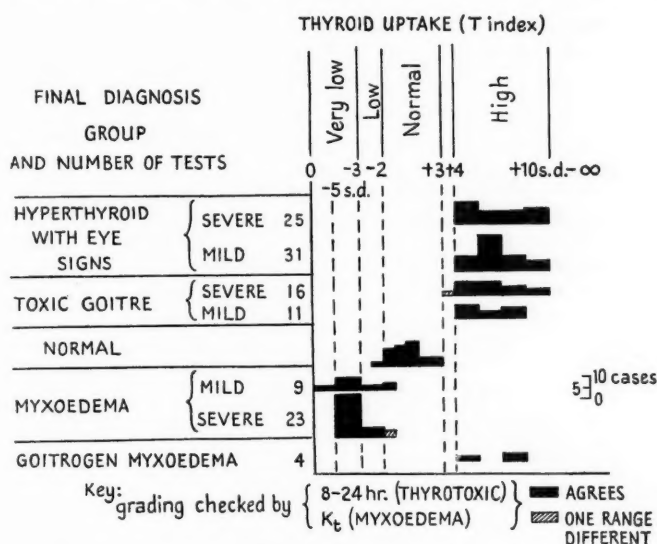 THYROID UPTAKE (T index)
Very low
Low
Normal
High
FINAL DIAGNOSIS
GROUP
AND NUMBER OF TESTS
0 -3 -2 +3 +4 +10 s.d.-∞
-5 s.d.
HYPERTHYROID WITH EYE SIGNS
SEVERE 25
MILD 31
TOXIC GOITRE
SEVERE 16
MILD 11
NORMAL
MYXOEDEMA
MILD 9
SEVERE 23
5 10 cases
0
GOITROGEN MYXOEDEMA 4
Key: grading checked by
8-24 hr. (THYROTOXIC)
Kt (MYXOEDEMA)
AGREES
ONE RANGE DIFFERENT